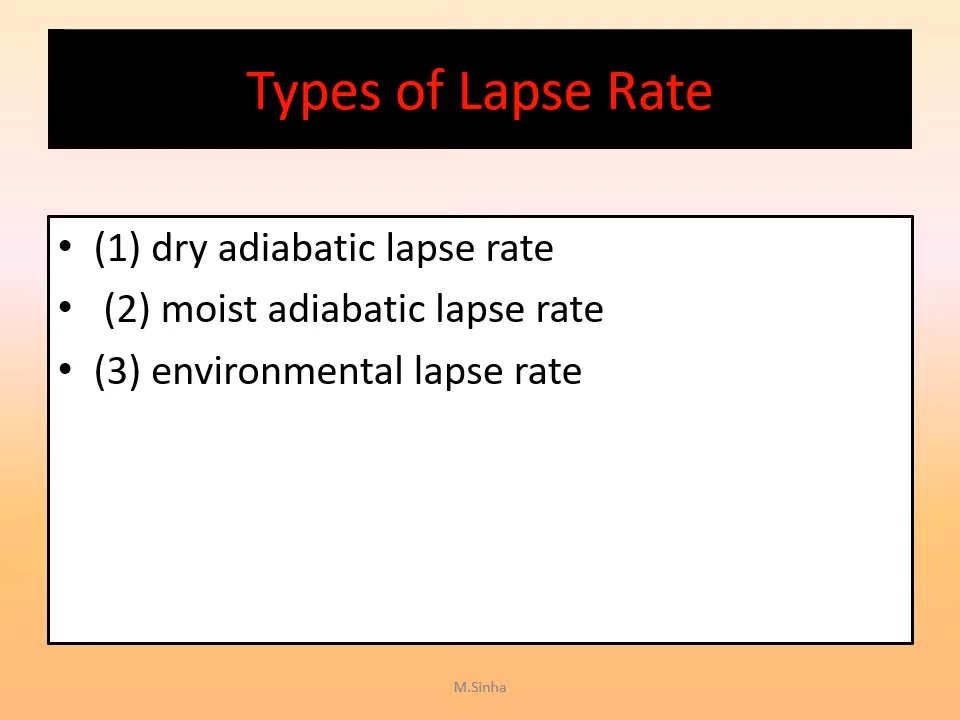 Types of Lapse Rate
• (1) dry adiabatic lapse rate
• (2) moist adiabatic lapse rate
• (3) environmental lapse rate
M.Sinha